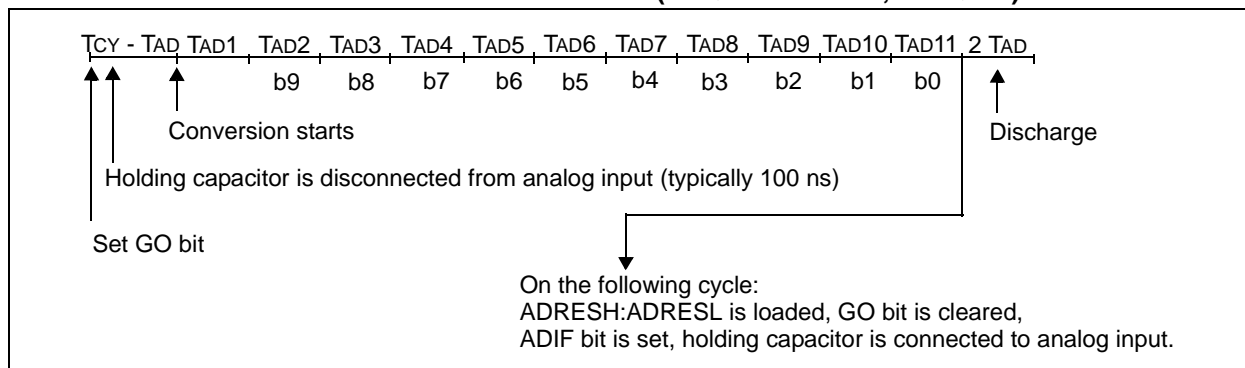 TCY - TAD TAD1 TAD2 TAD3 TAD4 TAD5 TAD6 TAD7 TAD8 TAD9 TAD10 TAD11 2 TAD
b9 b8 b7 b6 b5 b4 b3 b2 b1 b0
Conversion starts
Discharge
Holding capacitor is disconnected from analog input (typically 100 ns)
Set GO bit
On the following cycle:
ADRESH:ADRESL is loaded, GO bit is cleared,
ADIF bit is set, holding capacitor is connected to analog input.